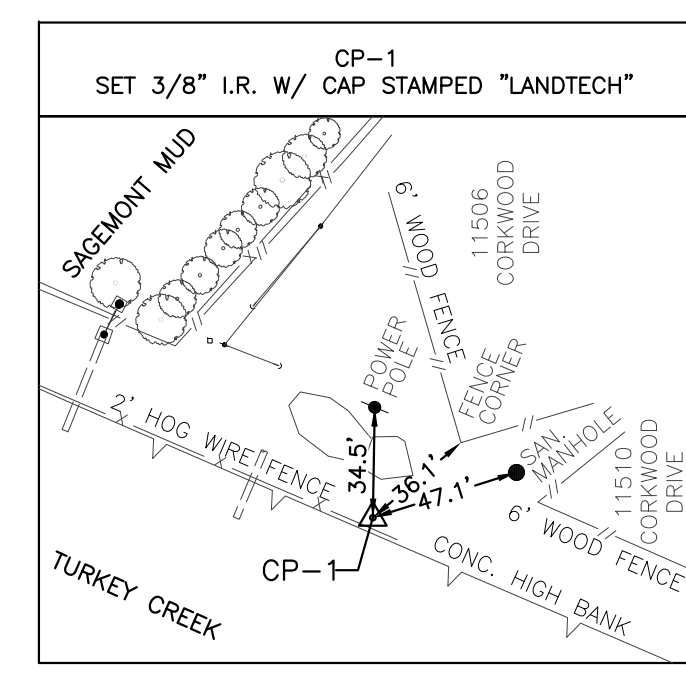 CP-1
SET 3/8" I.R. W/ CAP STAMPED "LANDTECH"
SAGEMONT MUD
6' WOOD FENCE
11506
CORKWOOD
DRIVE
POWER
POLE
FENCE
CORNER
2' HOG WIRE FENCE
34.5'
36.1'
47.1'
SAN.
MANHOLE
11510
CORKWOOD
DRIVE
6' WOOD FENCE
CP-1
CONC. HIGH BANK
TURKEY CREEK